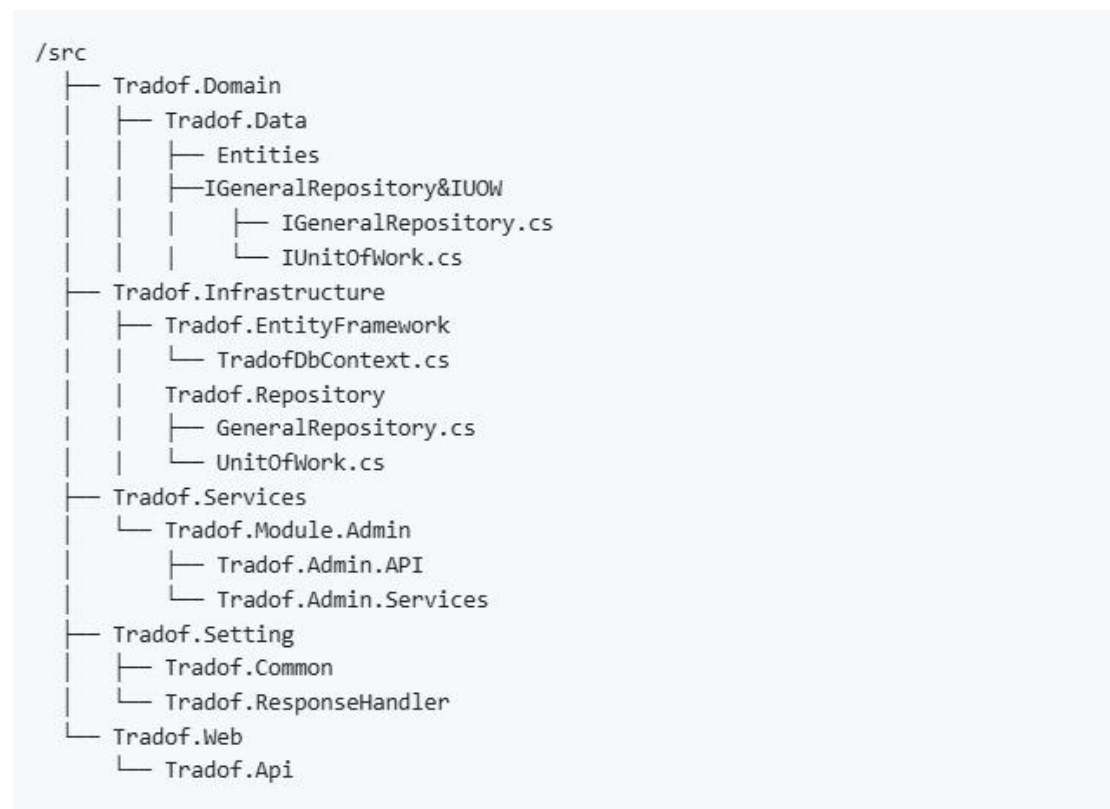 /src
├── Tradof.Domain
│   ├── Tradof.Data
│   │   ├── Entities
│   │   ├──IGeneralRepository&IUOW
│   │   │   ├── IGeneralRepository.cs
│   │   │   └── IUnitOfWork.cs
├── Tradof.Infrastructure
│   ├── Tradof.EntityFramework
│   │   └── TradofDbContext.cs
│   │   Tradof.Repository
│   │   ├── GeneralRepository.cs
│   │   └── UnitOfWork.cs
├── Tradof.Services
│   └── Tradof.Module.Admin
│       ├── Tradof.Admin.API
│       └── Tradof.Admin.Services
├── Tradof.Setting
│   ├── Tradof.Common
│   └── Tradof.ResponseHandler
└── Tradof.Web
    └── Tradof.Api